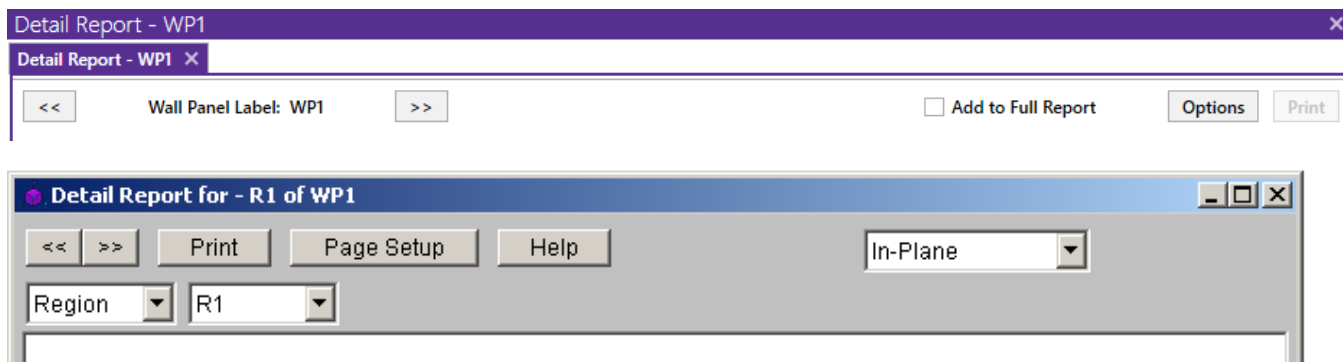 Detail Report - WP1
Detail Report - WP1
<< Wall Panel Label: WP1 >> Add to Full Report Options Print
Detail Report for - R1 of WP1
<< >> Print Page Setup Help In-Plane
Region R1